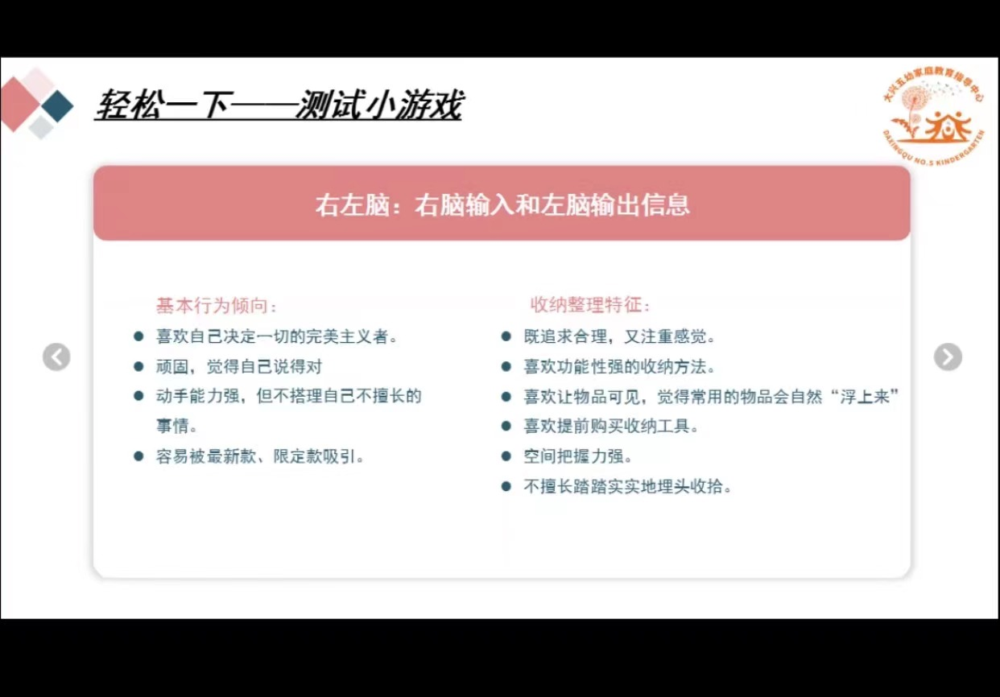 轻松一下——测试小游戏
大兴五幼家庭教育指导中心
DAXINGQU NO.5 KINDERGARTEN
右左脑：右脑输入和左脑输出信息
基本行为倾向：
喜欢自己决定一切的完美主义者。
顽固，觉得自己说得对
动手能力强，但不搭理自己不擅长的
事情。
容易被最新款、限定款吸引。
收纳整理特征：
既追求合理，又注重感觉。
喜欢功能性强的收纳方法。
喜欢让物品可见，觉得常用的物品会自然“浮上来”
喜欢提前购买收纳工具。
空间把握力强。
不擅长踏踏实实地埋头收拾。